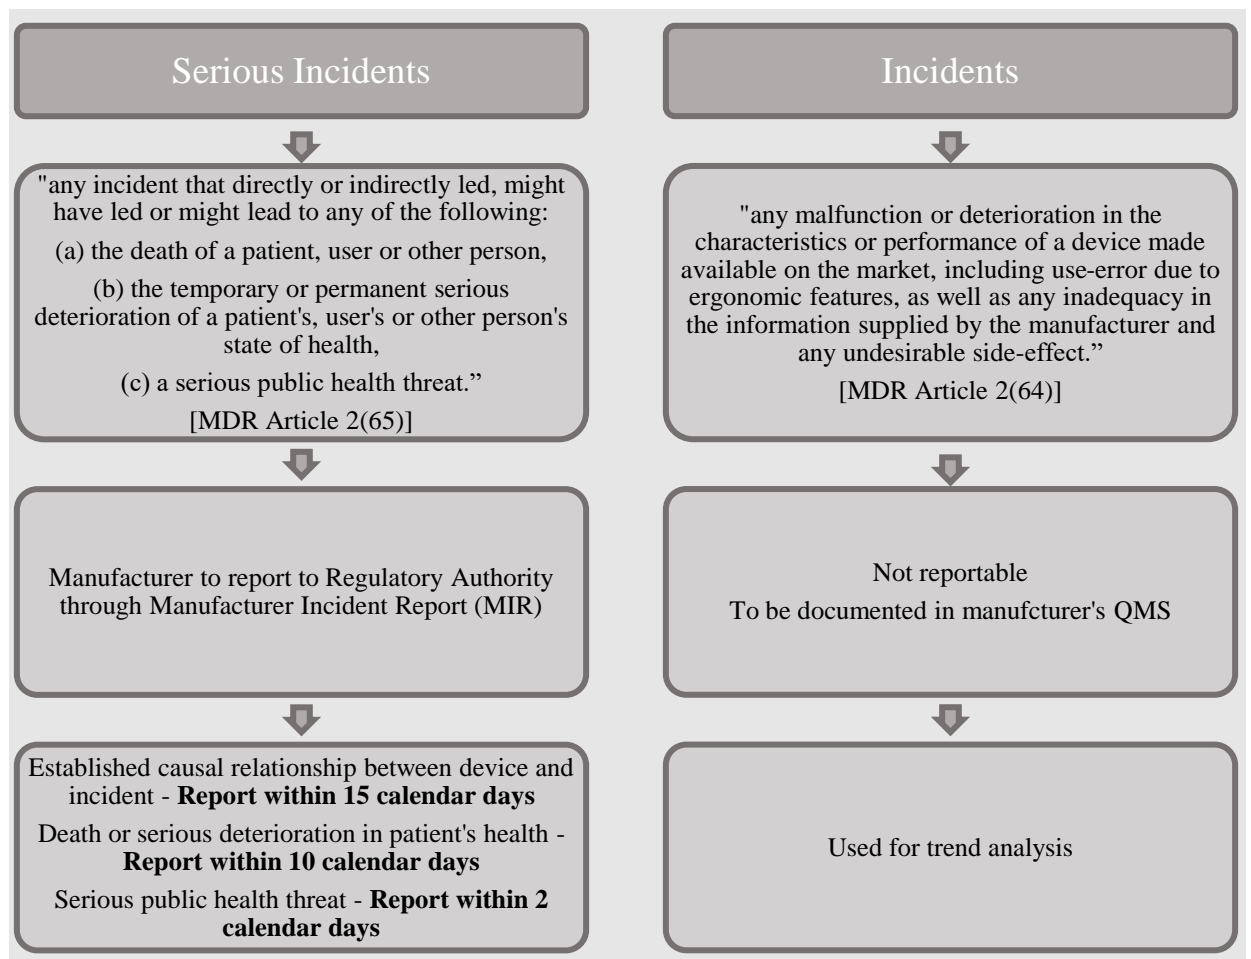 Serious Incidents
"any incident that directly or indirectly led, might
have led or might lead to any of the following:
(a) the death of a patient, user or other person,
(b) the temporary or permanent serious
deterioration of a patient's, user's or other person's
state of health,
(c) a serious public health threat.”
[MDR Article 2(65)]
Manufacturer to report to Regulatory Authority
through Manufacturer Incident Report (MIR)
Established causal relationship between device and
incident - Report within 15 calendar days
Death or serious deterioration in patient's health -
Report within 10 calendar days
Serious public health threat - Report within 2
calendar days
Incidents
"any malfunction or deterioration in the
characteristics or performance of a device made
available on the market, including use-error due to
ergonomic features, as well as any inadequacy in
the information supplied by the manufacturer and
any undesirable side-effect.”
[MDR Article 2(64)]
Not reportable
To be documented in manufcturer's QMS
Used for trend analysis